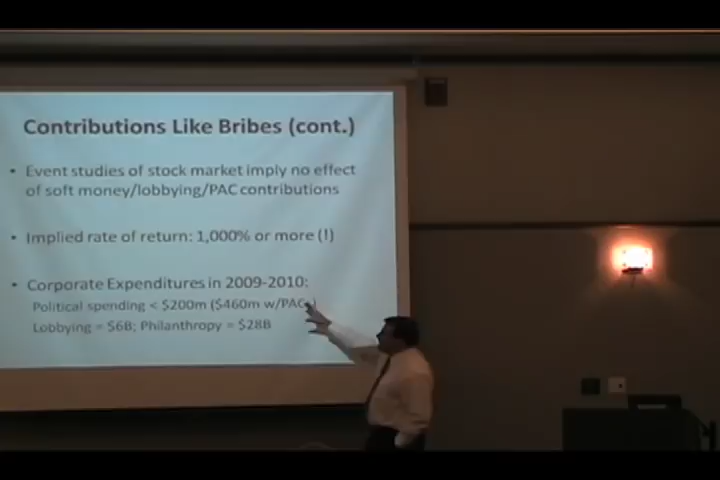 Contributions Like Bribes (cont.)
• Event studies of stock market imply no effect
of soft money/lobbying/PAC contributions
• Implied rate of return: 1,000% or more (!)
• Corporate Expenditures in 2009-2010:
Political spending < $200m ($460m w/PAC )
Lobbying = $6B; Philanthropy = $28B